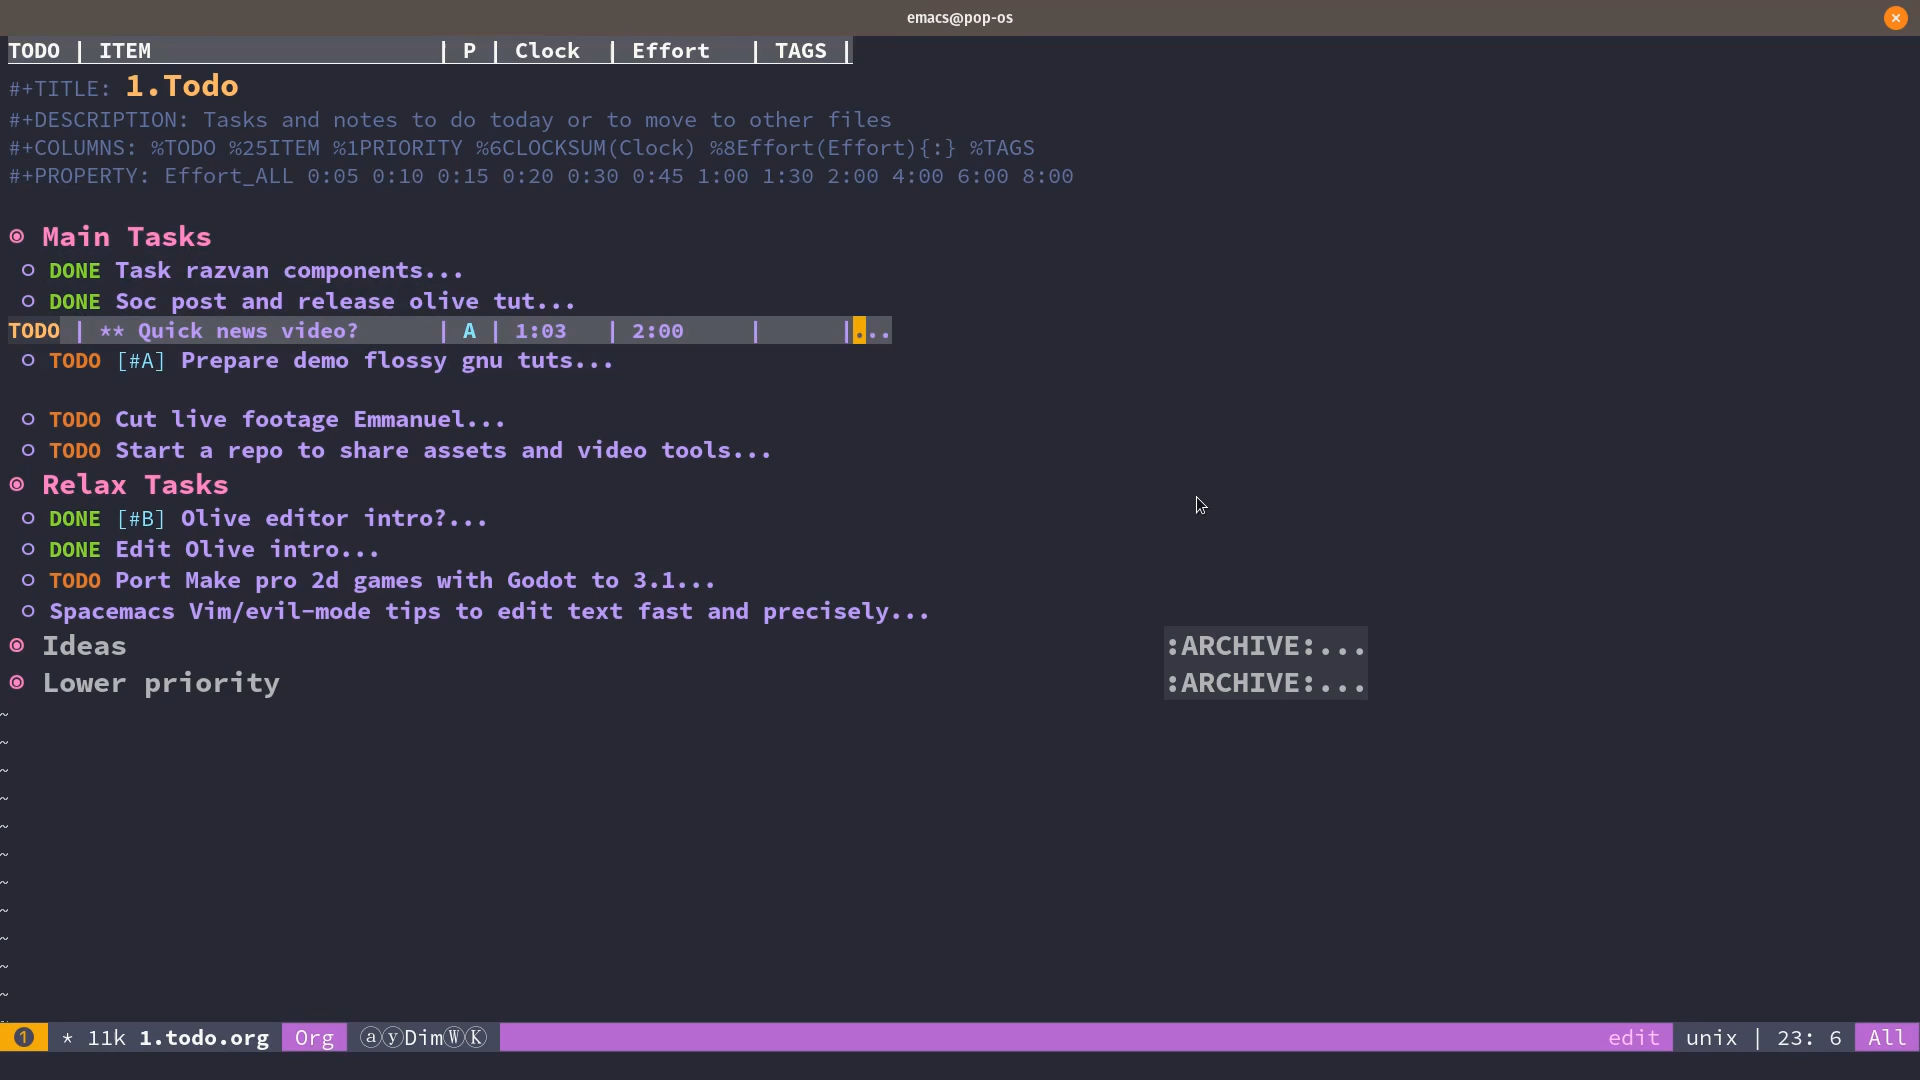 emacs@pop-os
TODO | ITEM | P | Clock | Effort | TAGS |
#+TITLE: 1.Todo
#+DESCRIPTION: Tasks and notes to do today or to move to other files
#+COLUMNS: %TODO %25ITEM %1PRIORITY %6CLOCKSUM(Clock) %8Effort(Effort){:} %TAGS
#+PROPERTY: Effort_ALL 0:05 0:10 0:15 0:20 0:30 0:45 1:00 1:30 2:00 4:00 6:00 8:00
Main Tasks
DONE Task razvan components...
DONE Soc post and release olive tut...
TODO | ** Quick news video? | A | 1:03 | 2:00 | |...
TODO [#A] Prepare demo flossy gnu tuts...
TODO Cut live footage Emmanuel...
TODO Start a repo to share assets and video tools...
Relax Tasks
DONE [#B] Olive editor intro?...
DONE Edit Olive intro...
TODO Port Make pro 2d games with Godot to 3.1...
Spacemacs Vim/evil-mode tips to edit text fast and precisely...
Ideas :ARCHIVE:...
Lower priority :ARCHIVE:...
~
~
~
~
~
~
~
~
~
~
~
❶ * 11k 1.todo.org Org ⓐⓨDimⓌⓀ edit unix | 23: 6 All